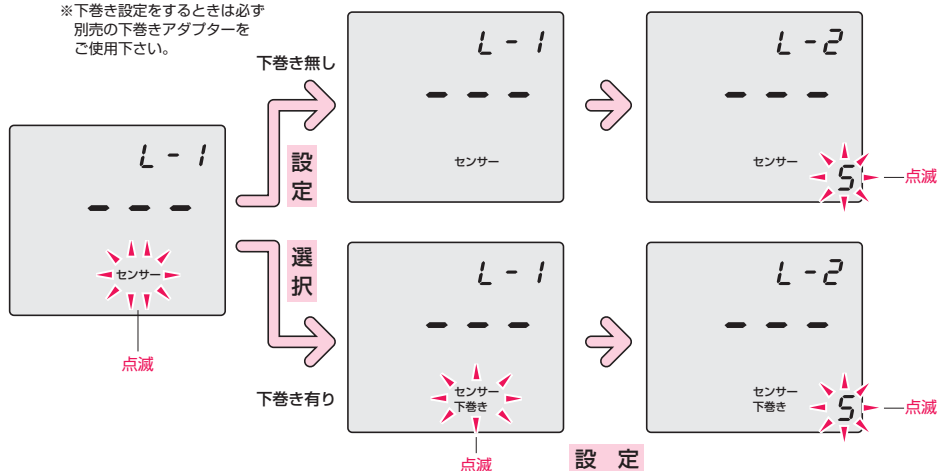 ※下巻き設定をするときは必ず
別売の下巻きアダプターを
ご使用下さい。
L-1
--- 
センサー
点滅
下巻き無し
設定
L-1
---
センサー
L-2
---
センサー
5
点滅
選択
下巻き有り
L-1
---
センサー
下巻き
点滅
設 定
L-2
---
センサー
下巻き
5
点滅